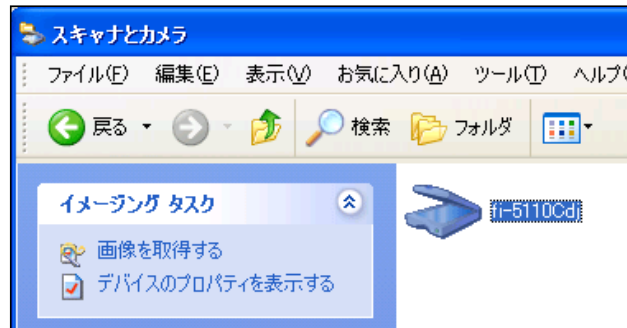 スキャナとカメラ
ファイル(F) 編集(E) 表示(V) お気に入り(A) ツール(T) ヘルプ(
戻る 検索 フォルダ
イメージング タスク
画像を取得する
デバイスのプロパティを表示する
fi-5110Cdj